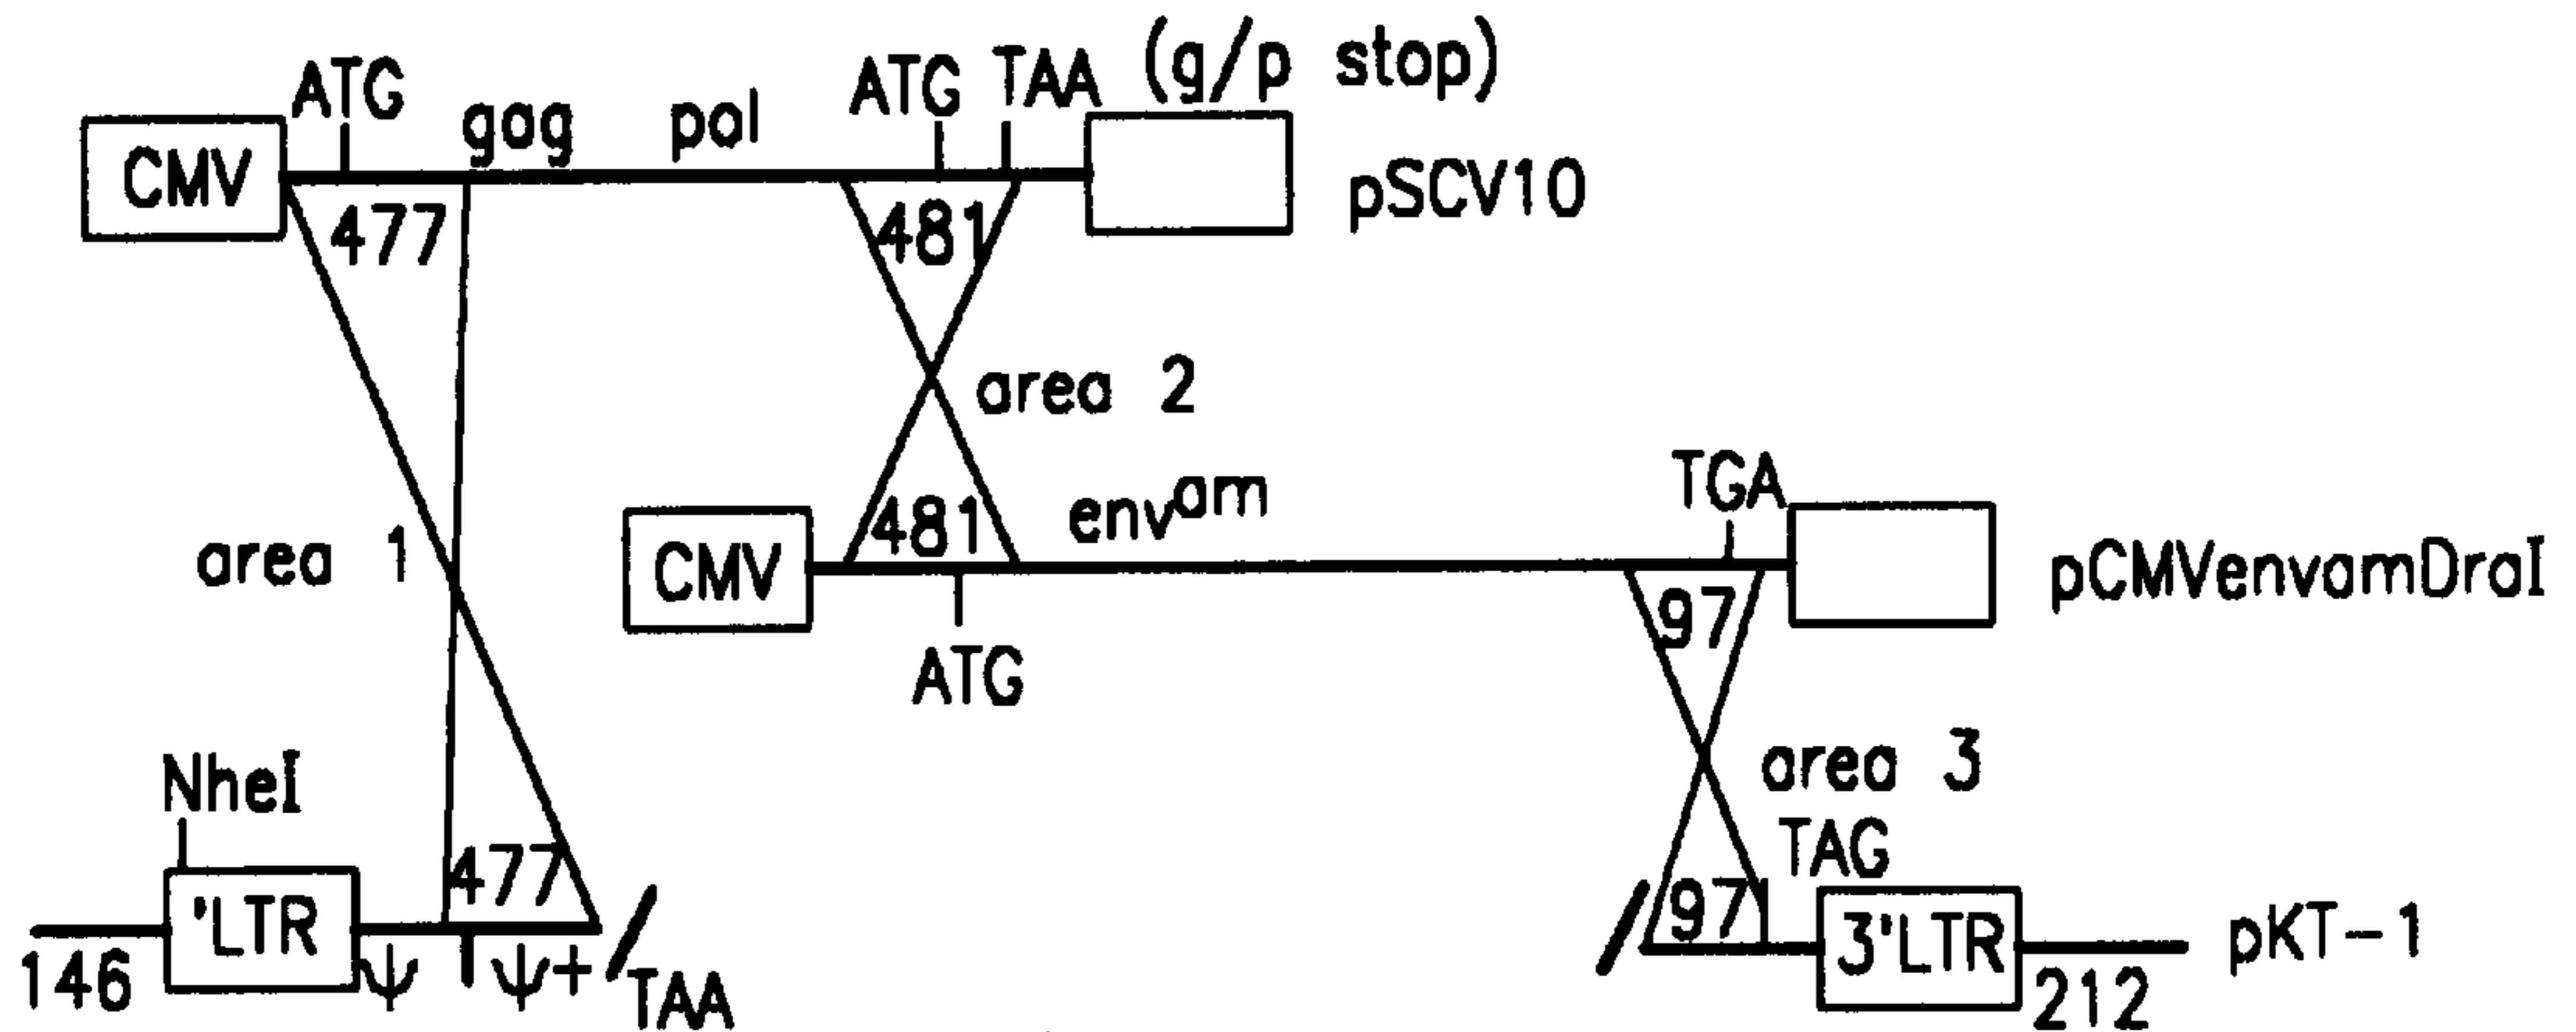 ATG gag pol ATG TAA (g/p stop)
CMV 477 481 pSCV10
area 2
area 1
CMV 481 env^am TGA pCMVenvamDraI
ATG 97
area 3
NheI
'LTR 477 97 TAG 3'LTR pKT-1
146 ψ ψ+ TAA 212